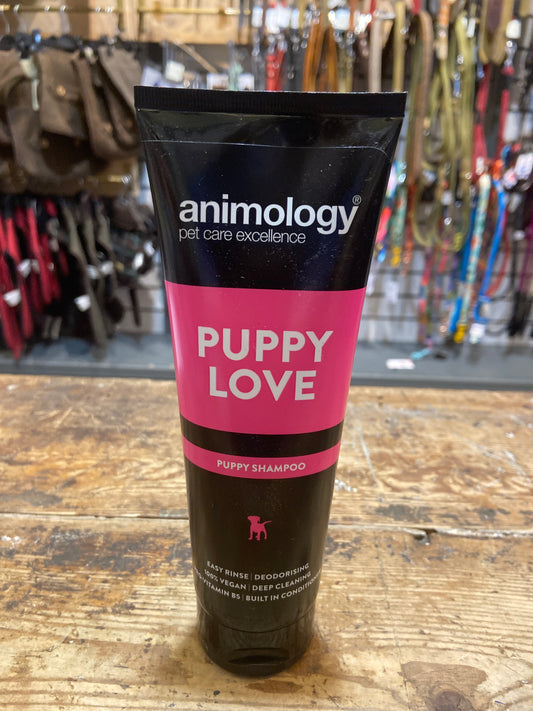 animology®
pet care excellence
PUPPY
LOVE
PUPPY SHAMPOO
EASY RINSE | DEODORISING
100% VEGAN | DEEP CLEANING
VITAMIN B5 | BUILT IN